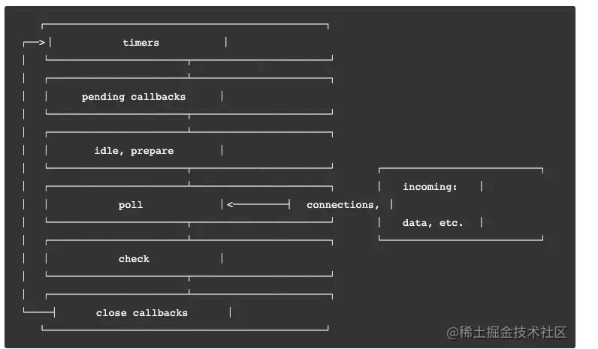 timers
pending callbacks
idle, prepare
incoming:
poll
connections,
data, etc.
check
close callbacks
@稀土掘金技术社区